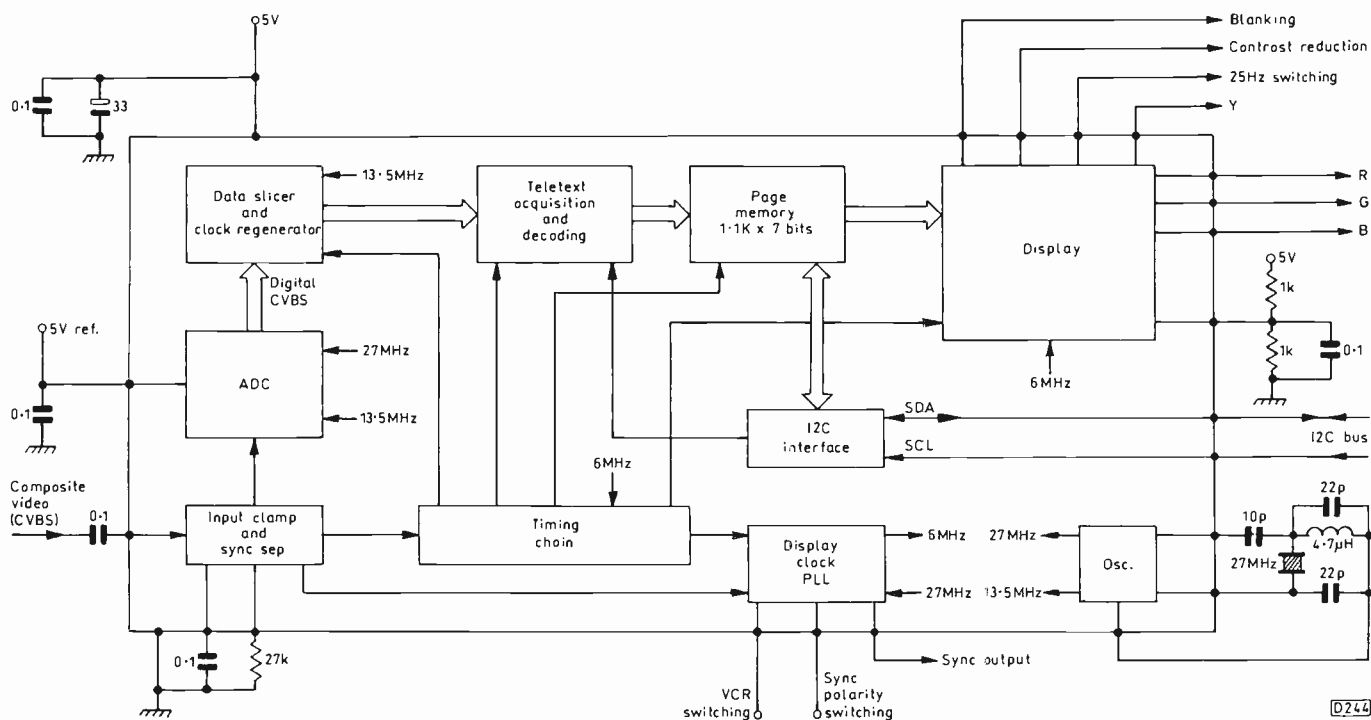 5V
Blanking
Contrast reduction
25Hz switching
Y
0·1
33
13·5MHz
Data slicer
and
clock regenerator
Teletext
acquisition
and
decoding
Page
memory
1·1K x 7 bits
Display
R
G
B
5V
1k
1k
0·1
Digital
CVBS
5V ref.
0·1
ADC
27MHz
13·5MHz
6MHz
SDA
SCL
I2C
interface
I2C bus
6MHz
Composite
video
(CVBS)
0·1
Input clamp
and
sync sep
Timing
chain
Display
clock
PLL
6MHz
27MHz
27MHz
13·5MHz
Osc.
10p
22p
4·7µH
27MHz
22p
0·1
27k
Sync output
VCR
switching
Sync
polarity
switching
D244